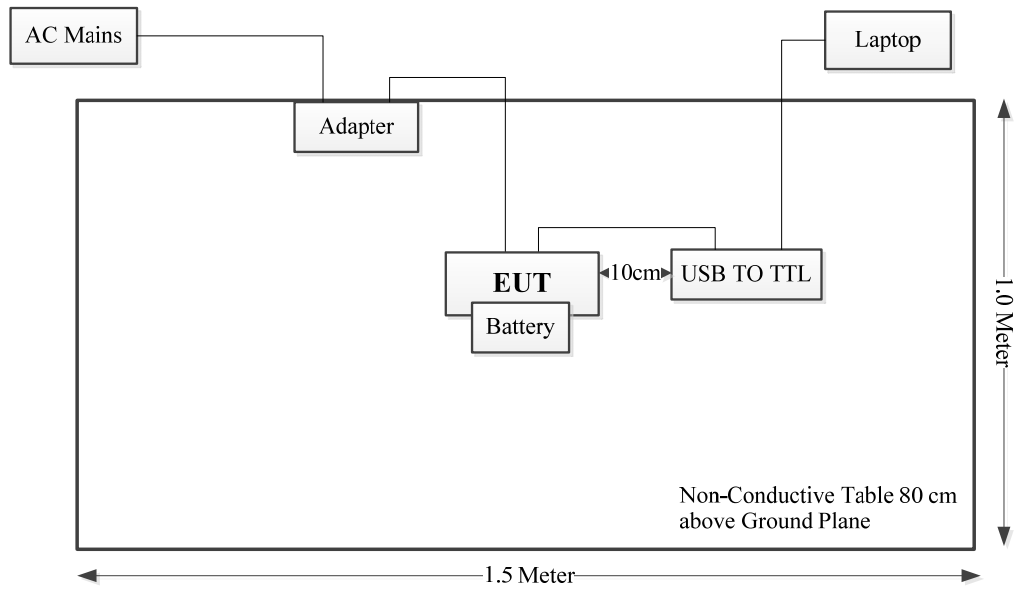 AC Mains
Laptop
Adapter
EUT
10cm
USB TO TTL
Battery
1.0 Meter
Non-Conductive Table 80 cm
above Ground Plane
1.5 Meter